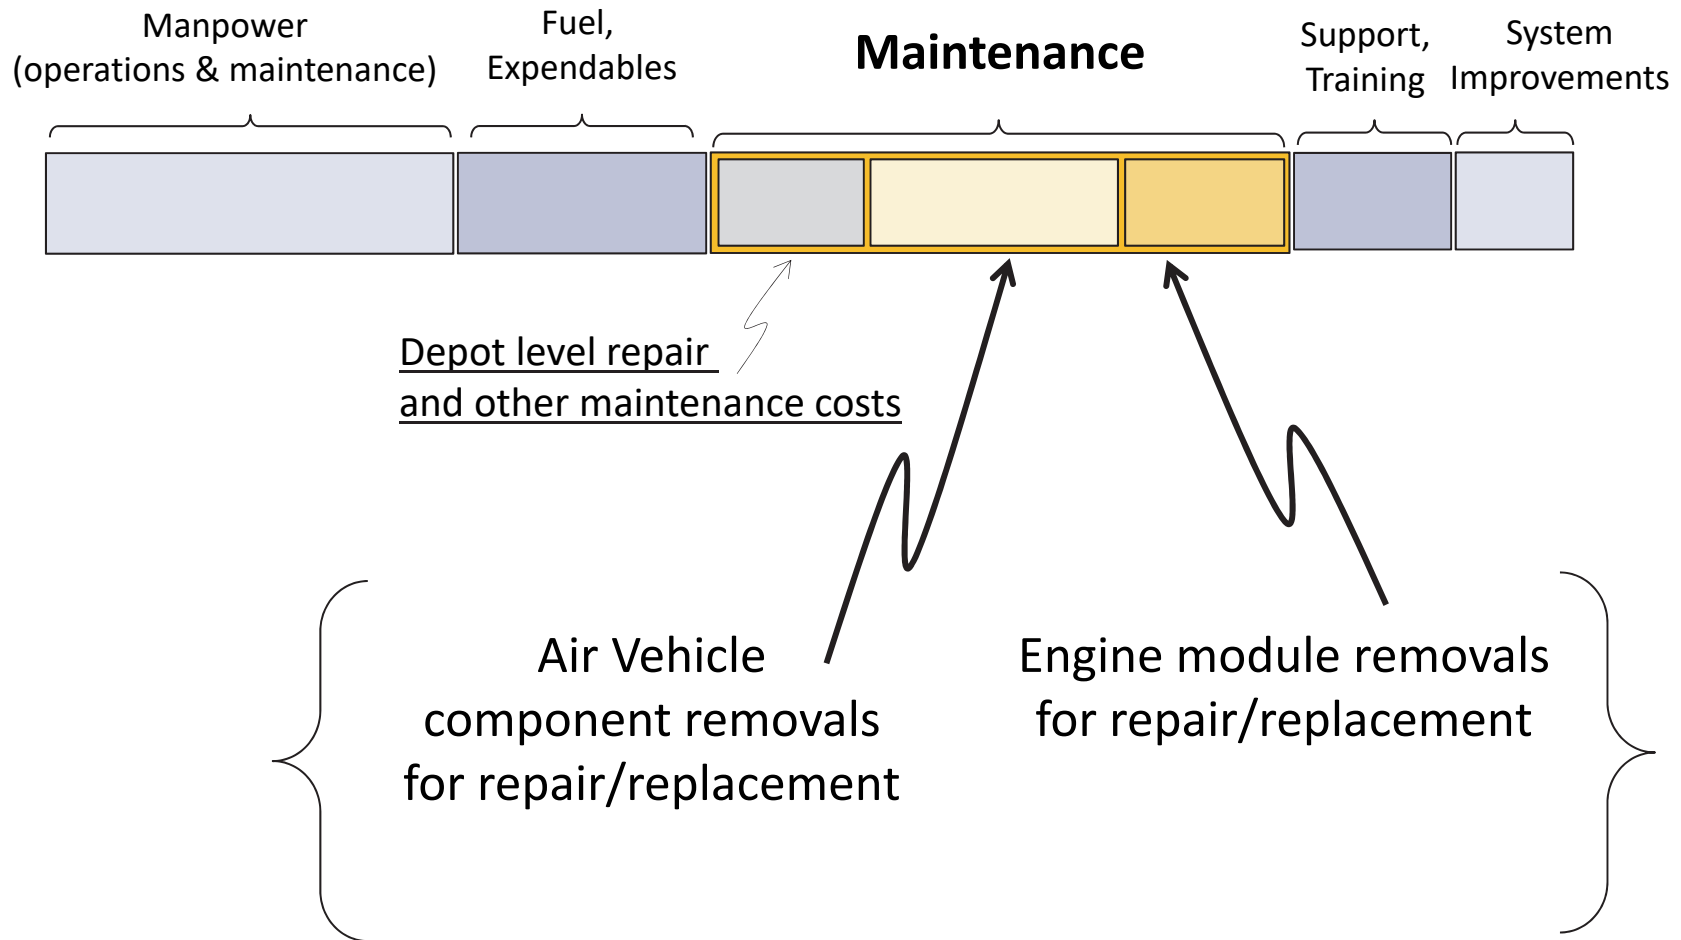 Manpower
(operations & maintenance)
Fuel,
Expendables
Maintenance
Support,
Training
System
Improvements
Depot level repair
and other maintenance costs
Air Vehicle
component removals
for repair/replacement
Engine module removals
for repair/replacement